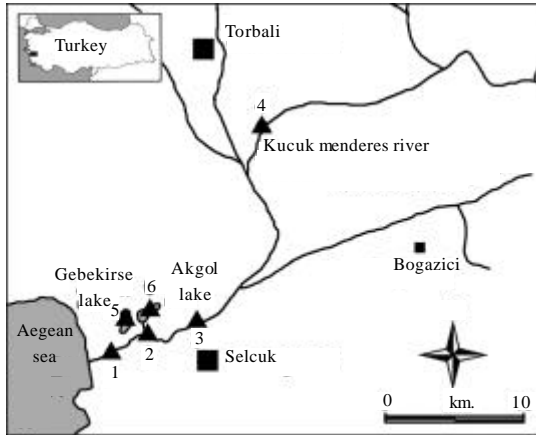 Turkey
Torbali
4
Kucuk menderes river
Gebekirse
lake
Akgol
lake
Bogazici
5
6
Aegean
sea
1
2
3
Selcuk
0 km. 10